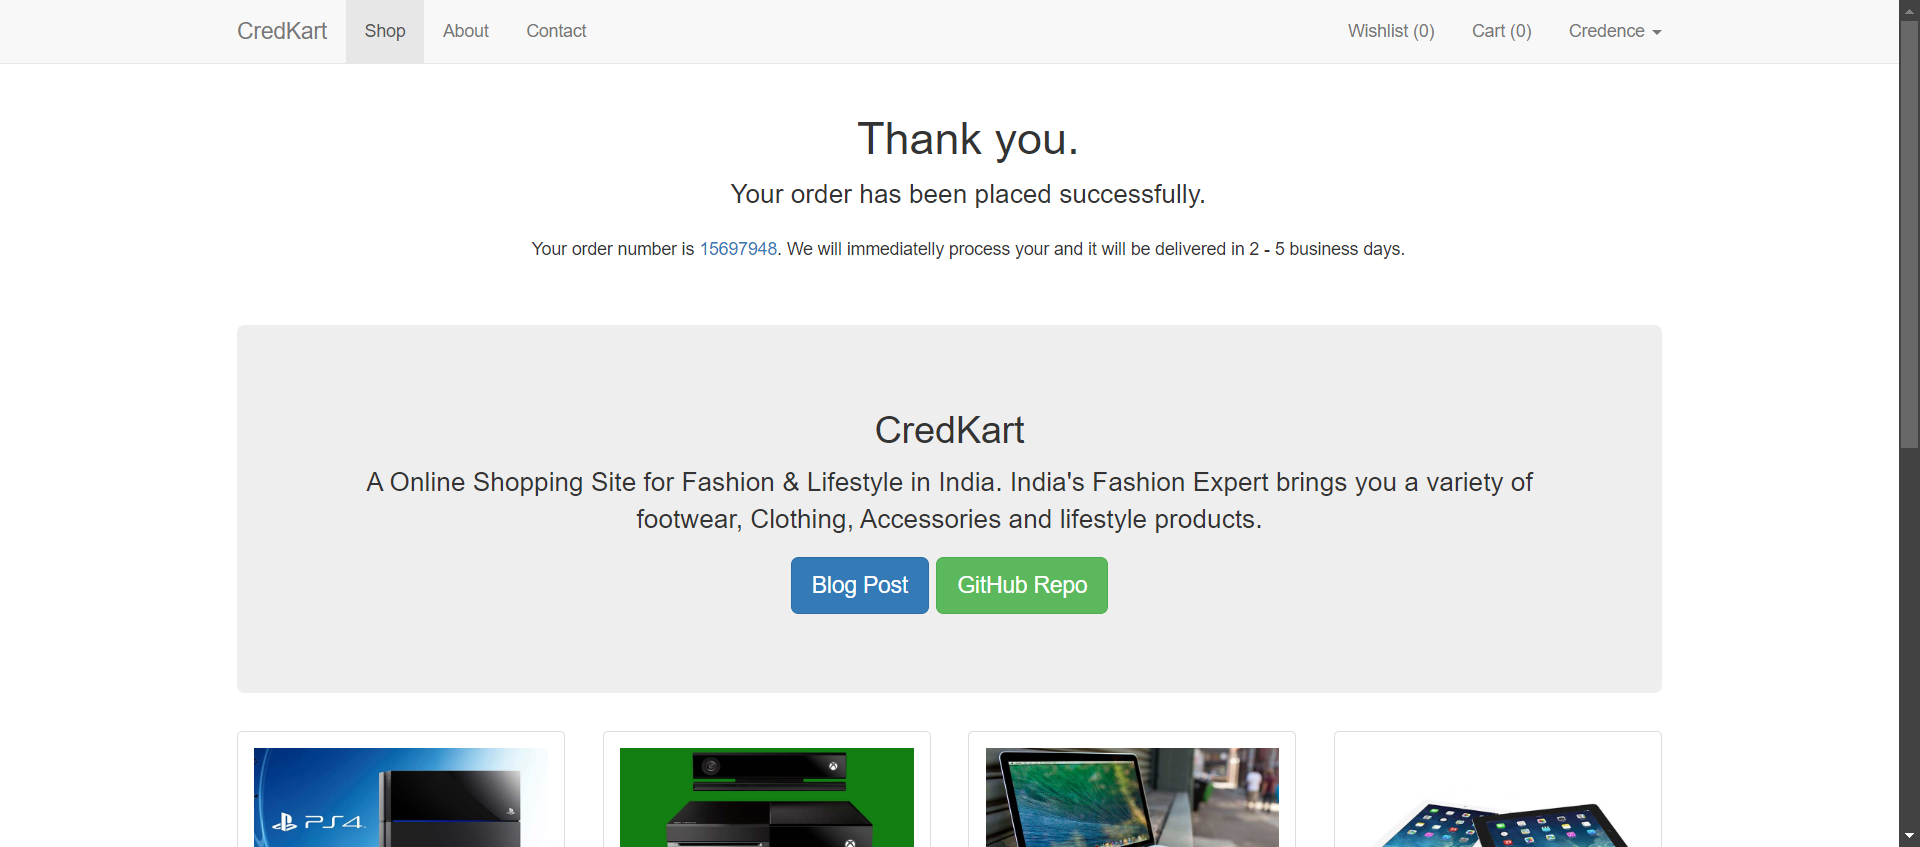 CredKart Shop About Contact Wishlist (0) Cart (0) Credence
Thank you.
Your order has been placed successfully.
Your order number is 15697948. We will immediatelly process your and it will be delivered in 2 - 5 business days.
CredKart
A Online Shopping Site for Fashion & Lifestyle in India. India's Fashion Expert brings you a variety of
footwear, Clothing, Accessories and lifestyle products.
Blog Post GitHub Repo
PS4